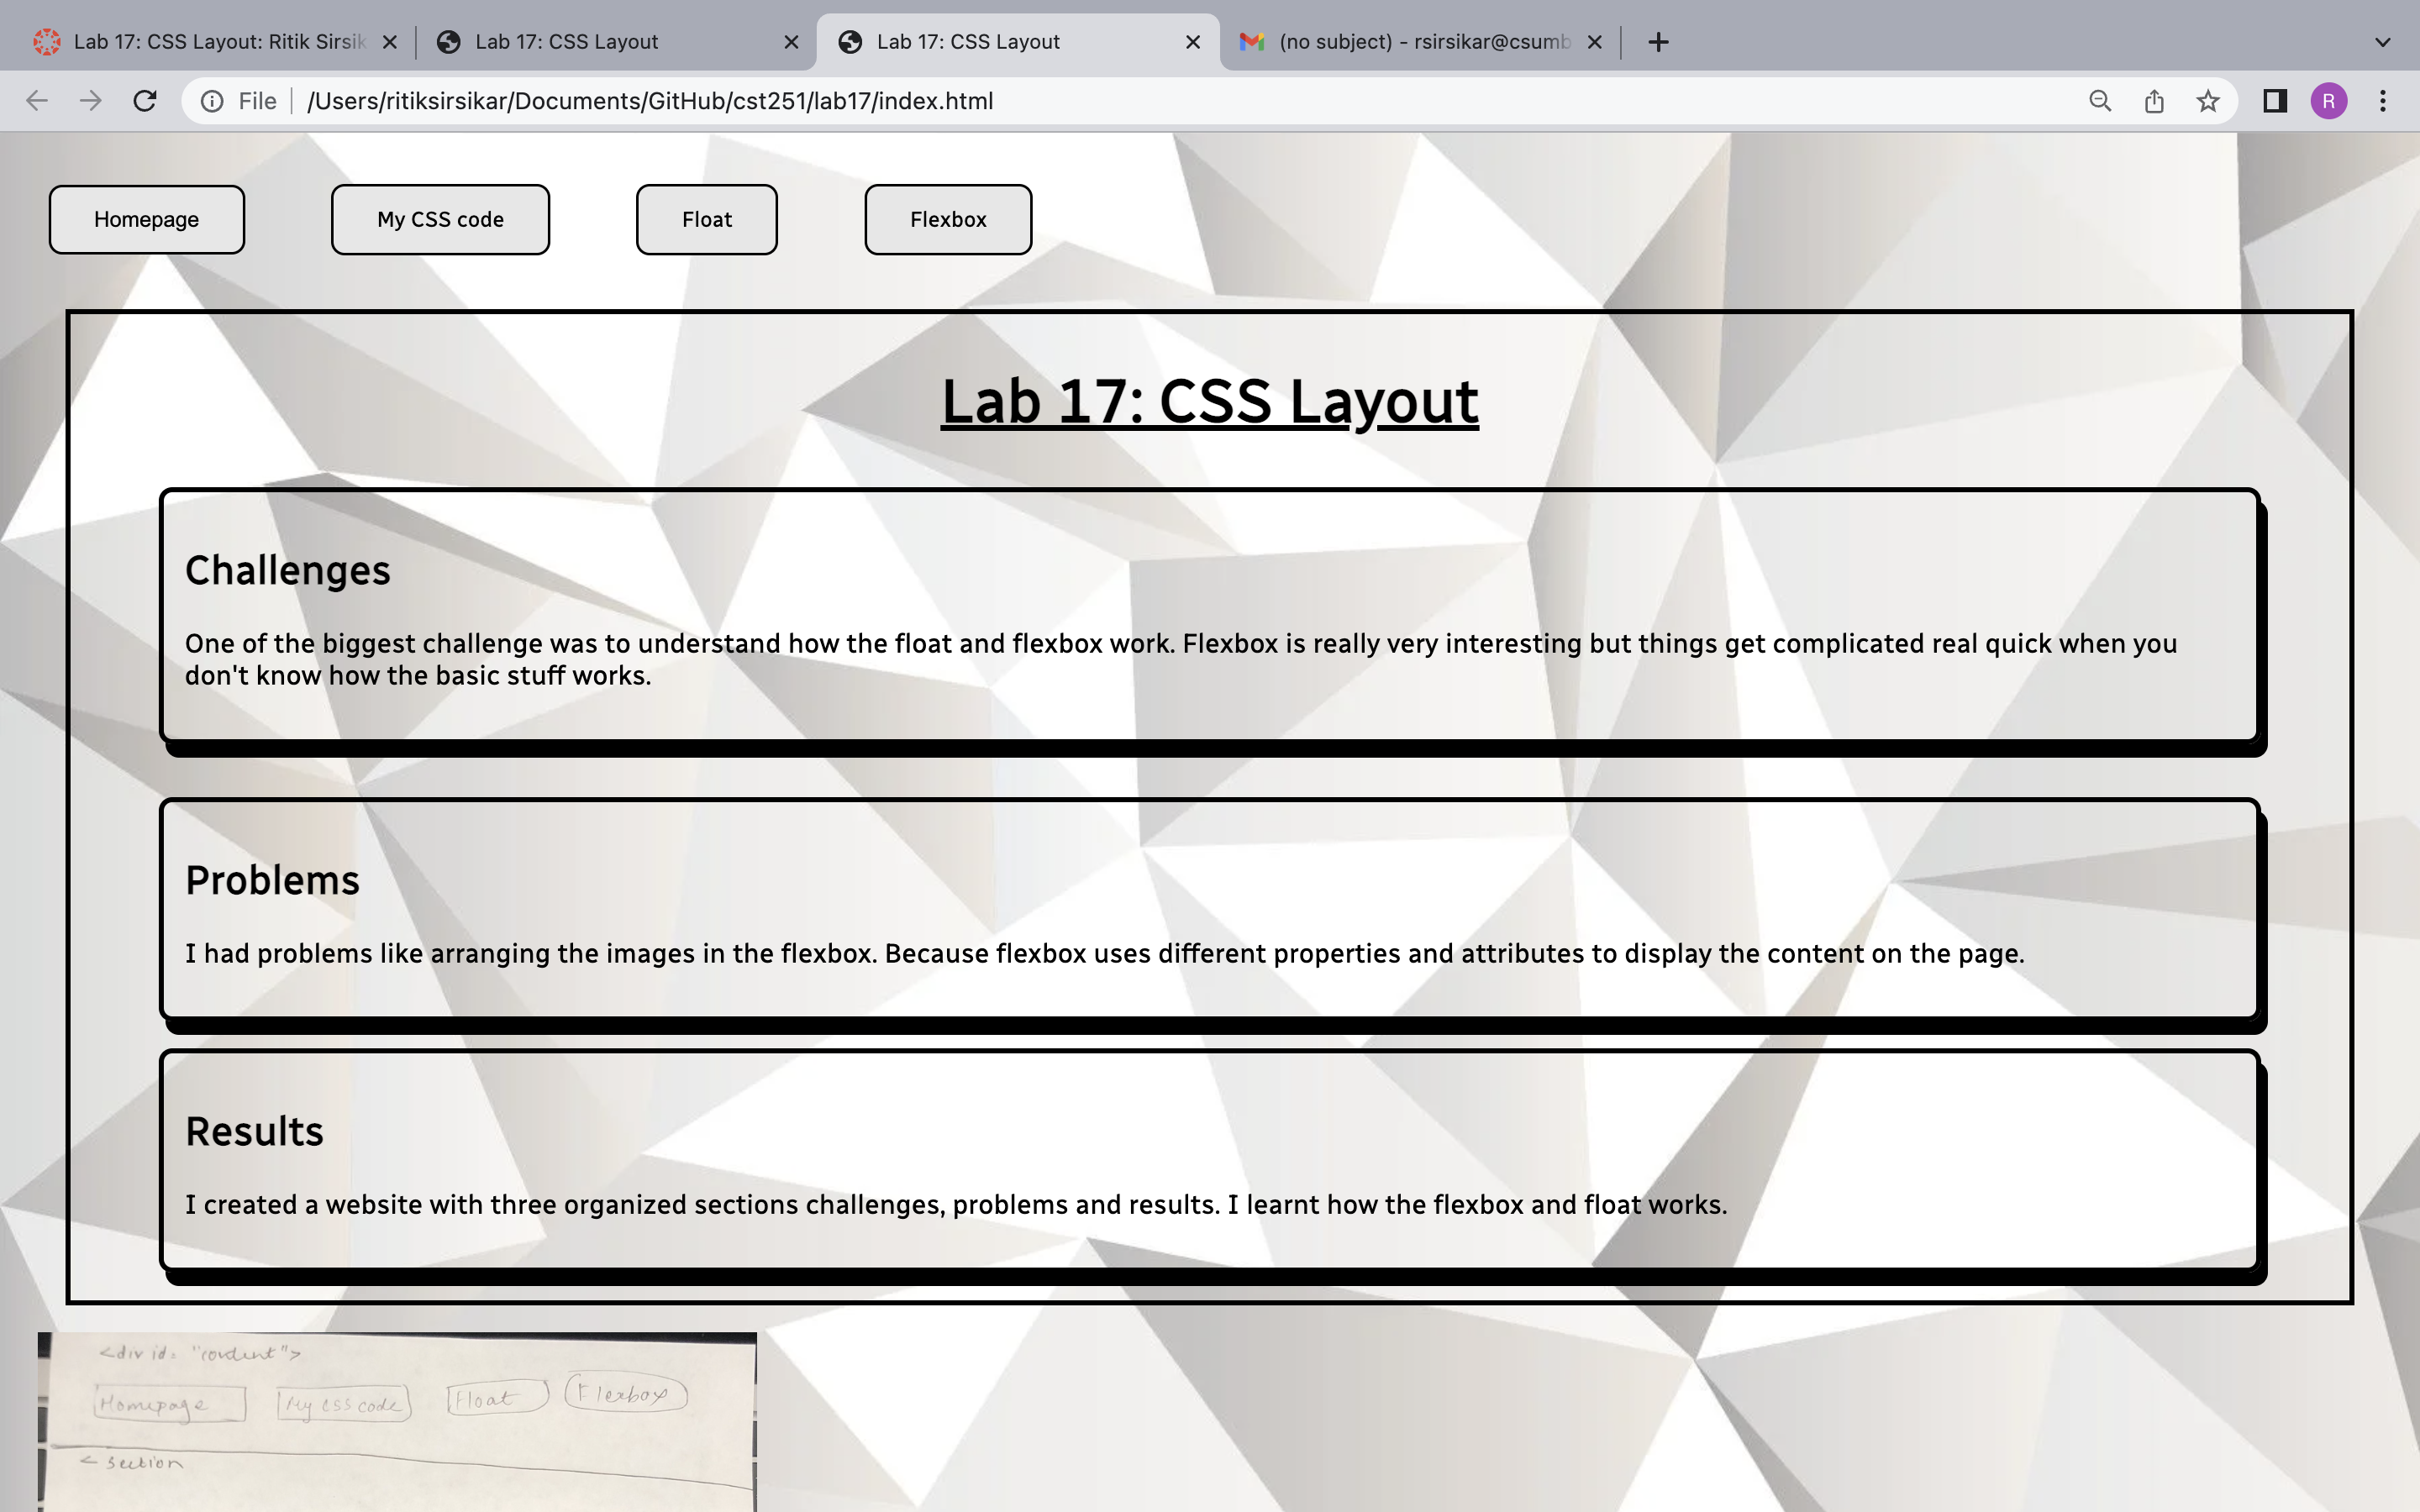 Lab 17: CSS Layout: Ritik Sirsik
Lab 17: CSS Layout
Lab 17: CSS Layout
(no subject) - rsirsikar@csumb
File
/Users/ritiksirsikar/Documents/GitHub/cst251/lab17/index.html
R
Homepage
My CSS code
Float
Flexbox
Lab 17: CSS Layout
Challenges
One of the biggest challenge was to understand how the float and flexbox work. Flexbox is really very interesting but things get complicated real quick when you
don't know how the basic stuff works.
Problems
I had problems like arranging the images in the flexbox. Because flexbox uses different properties and attributes to display the content on the page.
Results
I created a website with three organized sections challenges, problems and results. I learnt how the flexbox and float works.
<div id=
Homepage
My css code
Float
Flexbox
< section